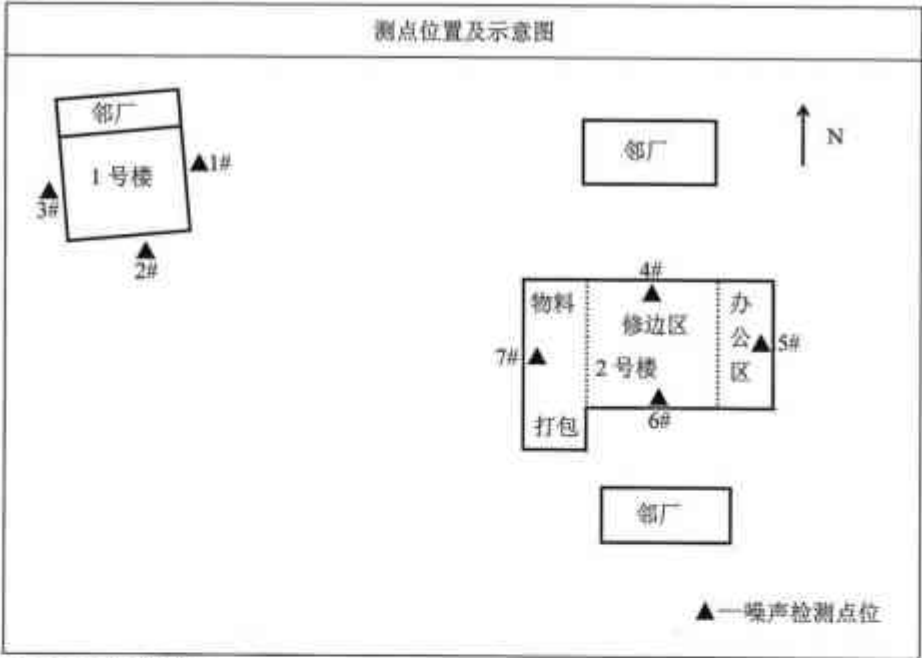 测点位置及示意图
邻厂
1号楼
1#
3#
2#
邻厂
N
4#
物料
修边区
办公区
7#
2号楼
5#
打包
6#
邻厂
▲—噪声检测点位